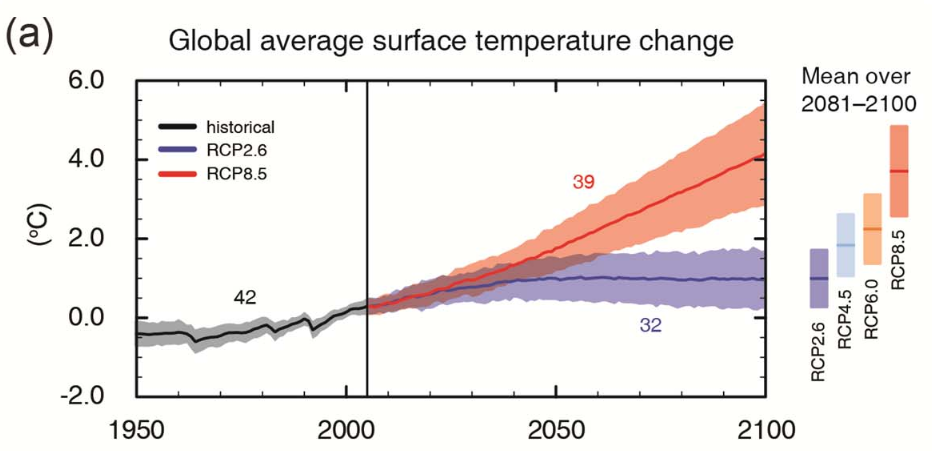 (a)
Global average surface temperature change
6.0
4.0
2.0
0.0
-2.0
(°C)
historical
RCP2.6
RCP8.5
42
39
32
1950
2000
2050
2100
Mean over
2081–2100
RCP2.6
RCP4.5
RCP6.0
RCP8.5